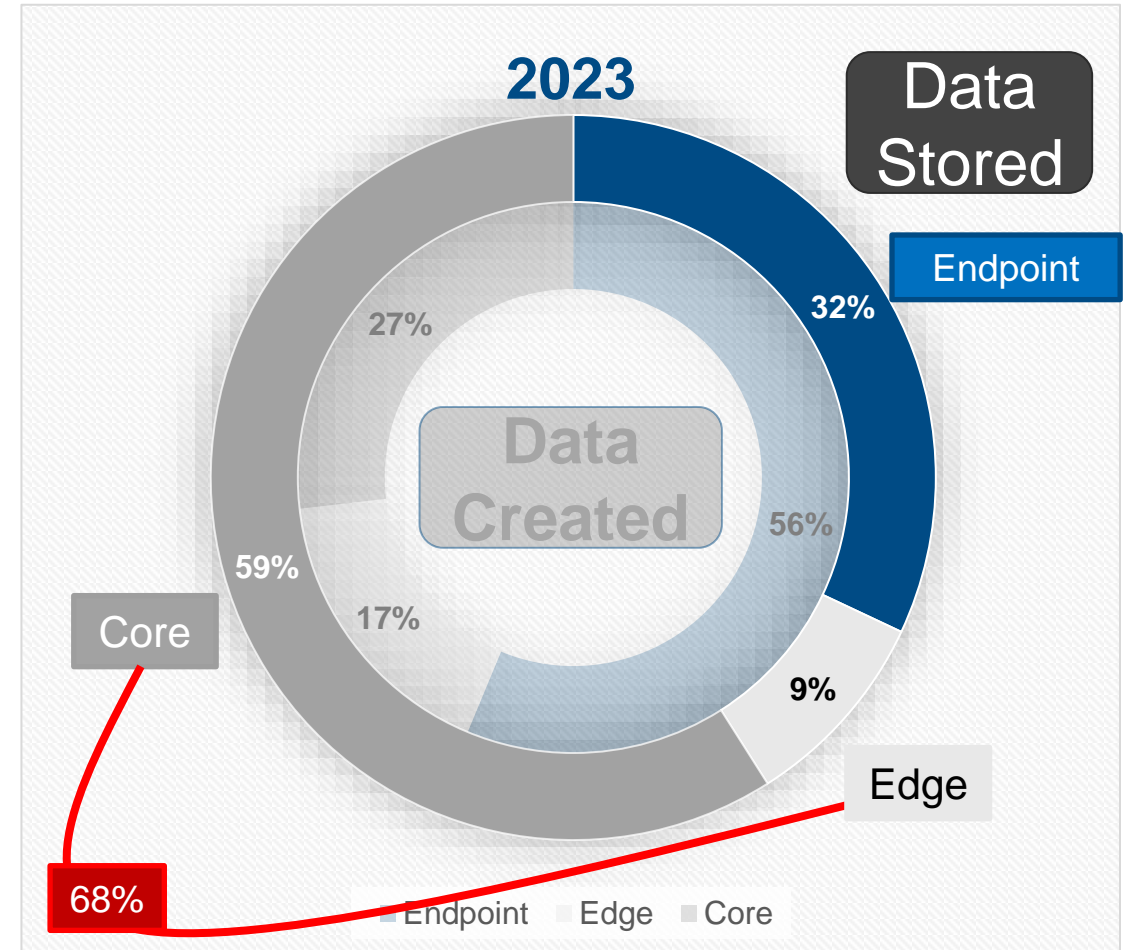 2023
Data
Stored
Endpoint
32%
27%
Data
Created
56%
59%
17%
Core
9%
Edge
68%
Endpoint Edge Core